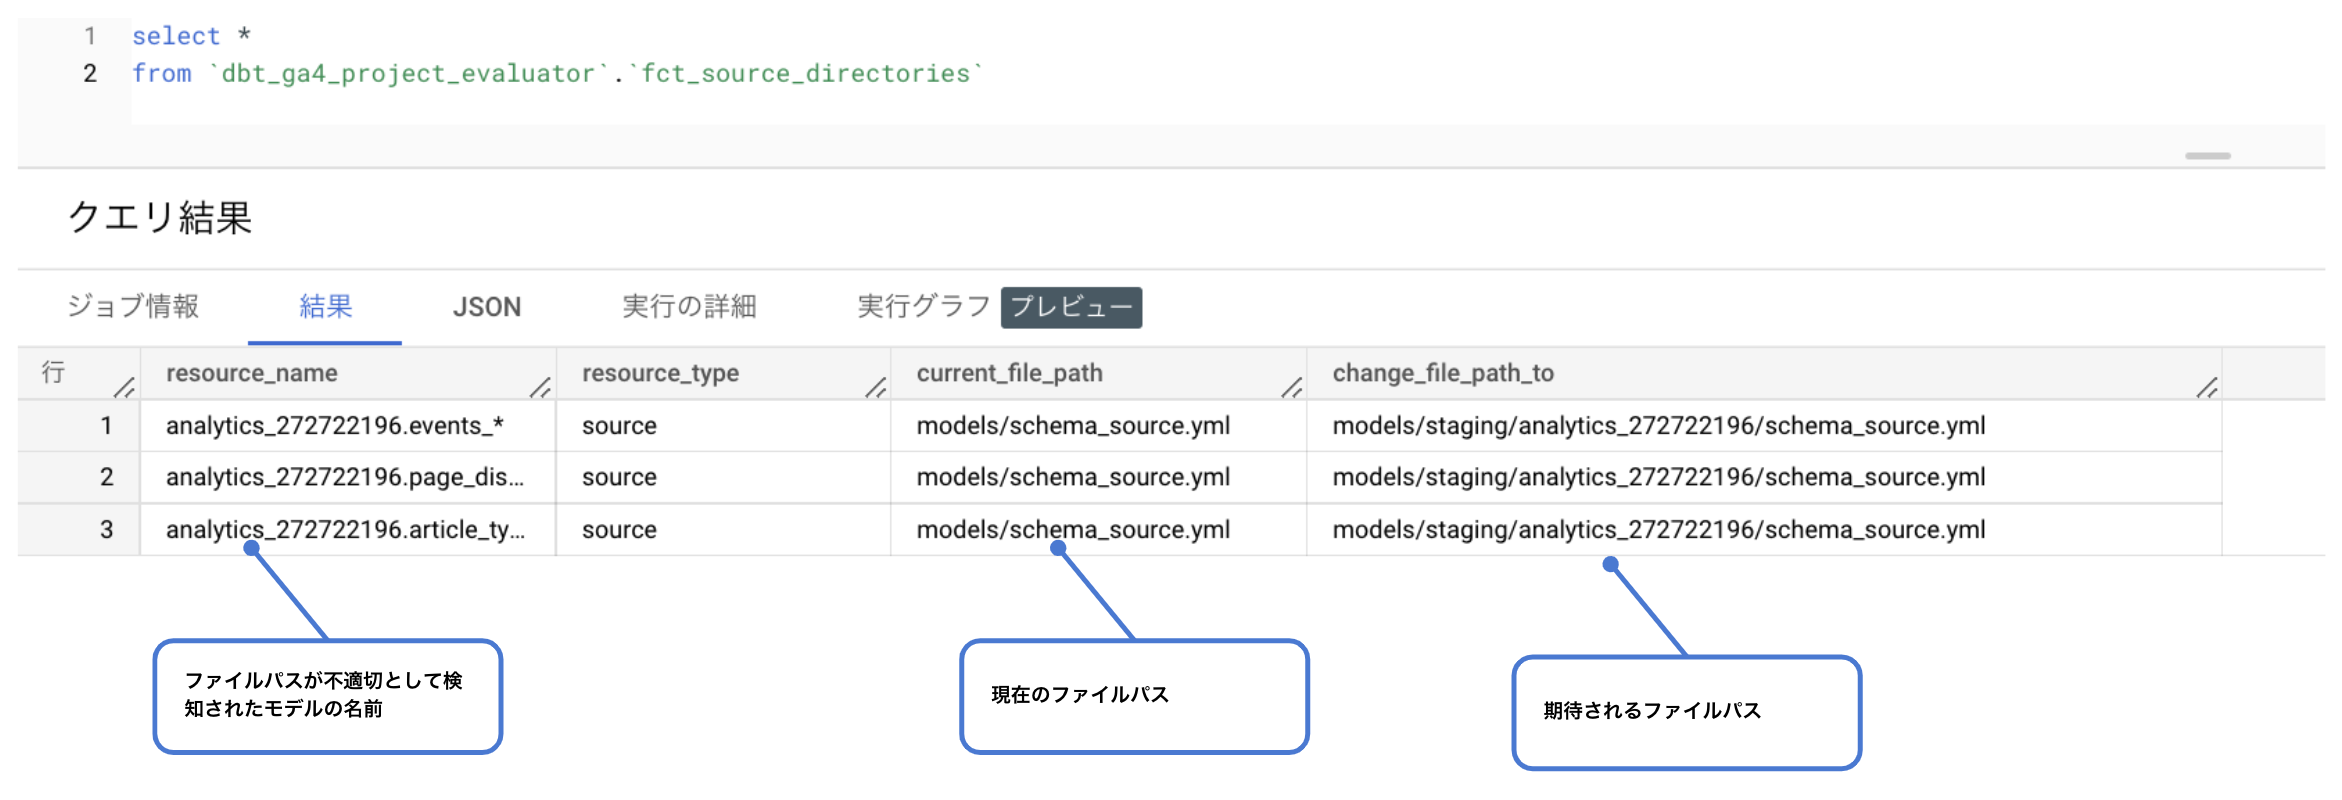 1 select *
2 from `dbt_ga4_project_evaluator`.`fct_source_directories`
クエリ結果
ジョブ情報 結果 JSON 実行の詳細 実行グラフ プレビュー
行 resource_name resource_type current_file_path change_file_path_to
1 analytics_272722196.events_* source models/schema_source.yml models/staging/analytics_272722196/schema_source.yml
2 analytics_272722196.page_dis... source models/schema_source.yml models/staging/analytics_272722196/schema_source.yml
3 analytics_272722196.article_ty... source models/schema_source.yml models/staging/analytics_272722196/schema_source.yml
ファイルパスが不適切として検
知されたモデルの名前
現在のファイルパス
期待されるファイルパス